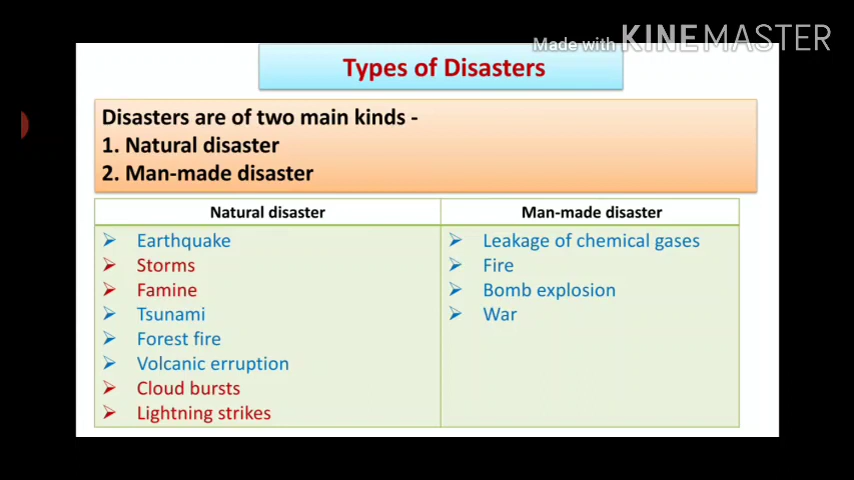 Made with KINEMASTER
Types of Disasters
Disasters are of two main kinds -
1. Natural disaster
2. Man-made disaster
Natural disaster
Earthquake
Storms
Famine
Tsunami
Forest fire
Volcanic erruption
Cloud bursts
Lightning strikes
Man-made disaster
Leakage of chemical gases
Fire
Bomb explosion
War